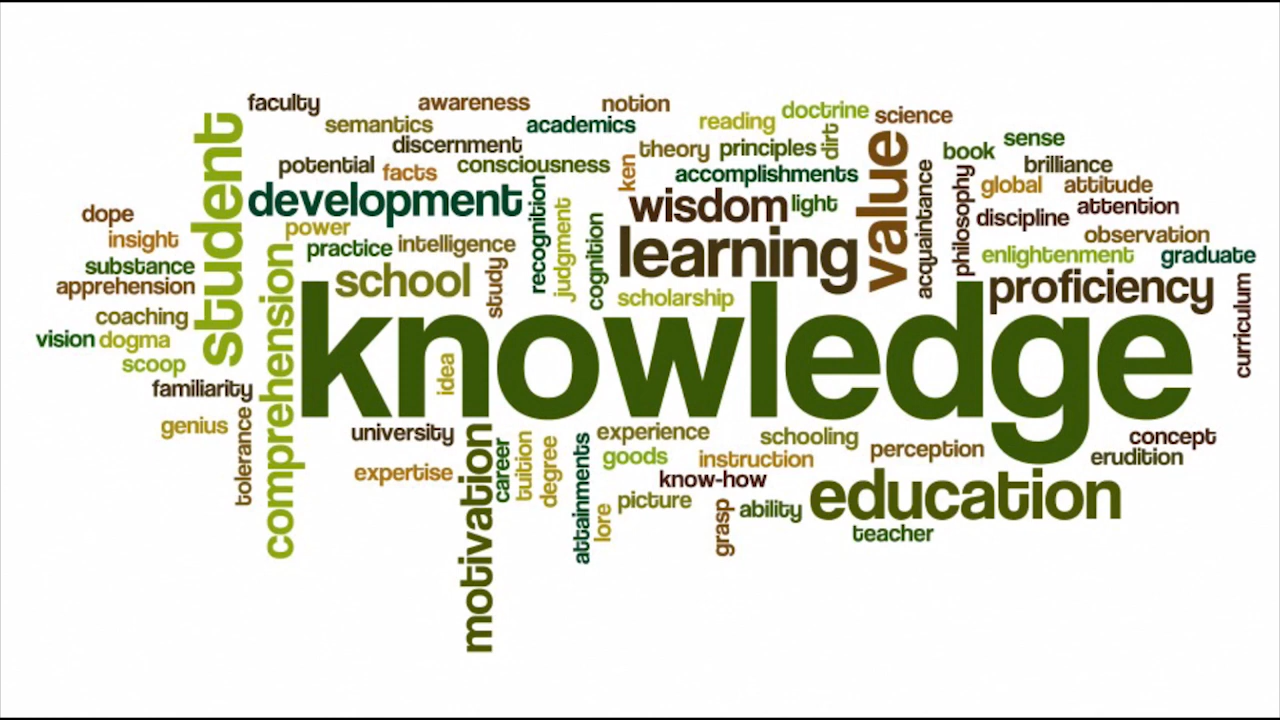 faculty
awareness
notion
doctrine
science
semantics
academics
reading
dirt
discernment
theory
principles
book
sense
potential
facts
consciousness
ken
accomplishments
brilliance
student
development
recognition
judgment
cognition
wisdom
light
value
acquaintance
philosophy
global
attitude
discipline
attention
dope
insight
power
practice
intelligence
learning
observation
substance
enlightenment
graduate
apprehension
school
study
scholarship
proficiency
curriculum
coaching
vision
dogma
scoop
comprehension
knowledge
idea
familiarity
genius
tolerance
university
motivation
career
tuition
degree
attainments
experience
schooling
perception
concept
expertise
goods
instruction
erudition
know-how
lore
picture
grasp
ability
education
teacher